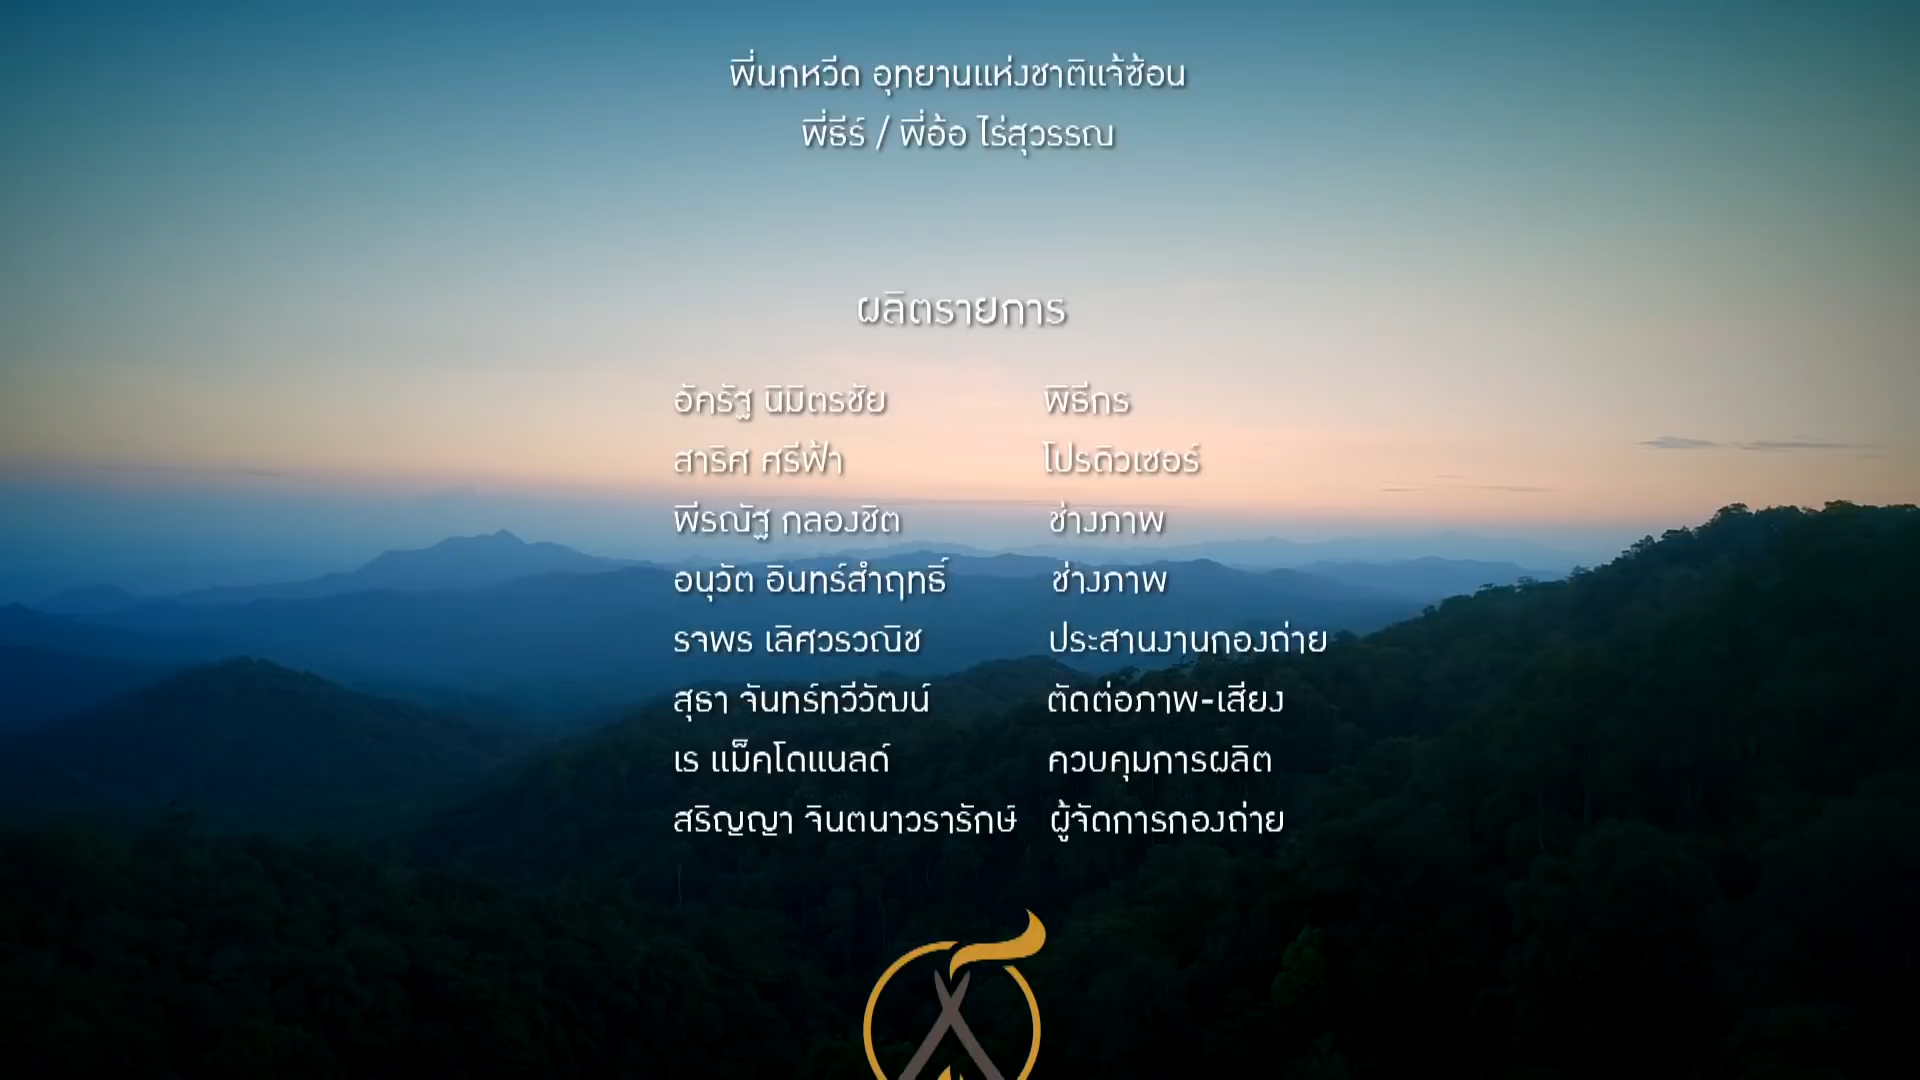 พี่นกหวีด อุทยานแห่งชาติแจ้ซ้อน
พี่ธีร์ / พี่อ้อ ไร่สุวรรณ
ผลิตรายการ
อัครัฐ นิมิตรชัย พิธีกร
สาริศ ศรีฟ้า โปรดิวเซอร์
พีรณัฐ กลองชิต ช่างภาพ
อนุวัต อินทร์สำฤทธิ์ ช่างภาพ
รจพร เลิศวรวณิช ประสานงานกองถ่าย
สุธา จันทร์ทวีวัฒน์ ตัดต่อภาพ-เสียง
เร แม็คโดแนลด์ ควบคุมการผลิต
สริญญา จินตนาวรารักษ์ ผู้จัดการกองถ่าย